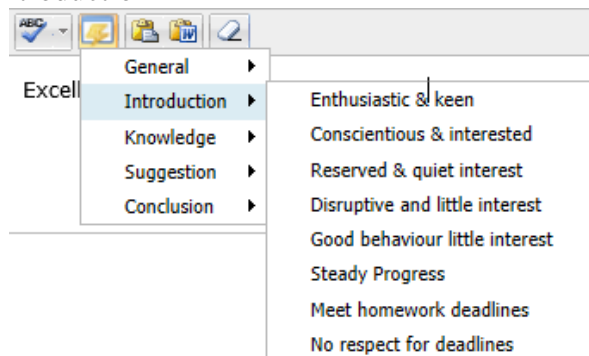 ABC
General
Excell
Introduction
Enthusiastic & keen
Knowledge
Conscientious & interested
Suggestion
Reserved & quiet interest
Conclusion
Disruptive and little interest
Good behaviour little interest
Steady Progress
Meet homework deadlines
No respect for deadlines